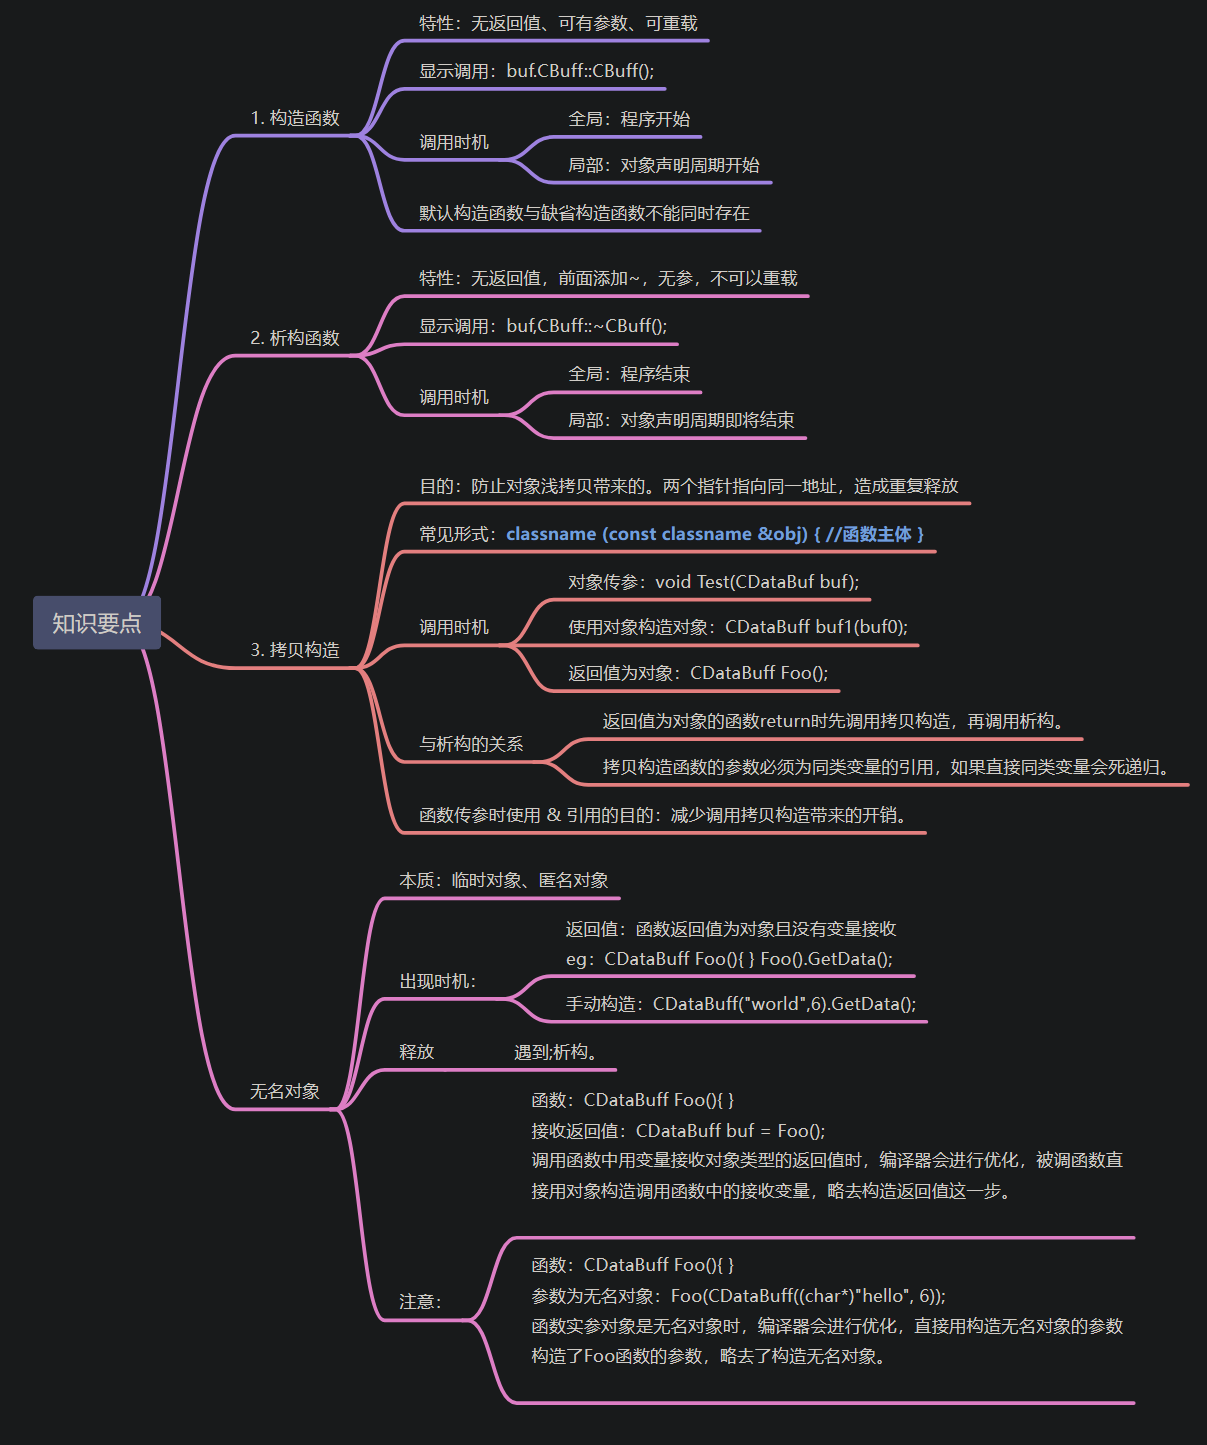 知识要点
1. 构造函数
特性：无返回值、可有参数、可重载
显示调用：buf.CBuff::CBuff();
调用时机
全局：程序开始
局部：对象声明周期开始
默认构造函数与缺省构造函数不能同时存在
2. 析构函数
特性：无返回值，前面添加~，无参，不可以重载
显示调用：buf,CBuff::~CBuff();
调用时机
全局：程序结束
局部：对象声明周期即将结束
3. 拷贝构造
目的：防止对象浅拷贝带来的。两个指针指向同一地址，造成重复释放
常见形式：classname (const classname &obj) { //函数主体 }
调用时机
对象传参：void Test(CDataBuf buf);
使用对象构造对象：CDataBuff buf1(buf0);
返回值为对象：CDataBuff Foo();
与析构的关系
返回值为对象的函数return时先调用拷贝构造，再调用析构。
拷贝构造函数的参数必须为同类变量的引用，如果直接同类变量会死递归。
函数传参时使用 & 引用的目的：减少调用拷贝构造带来的开销。
无名对象
本质：临时对象、匿名对象
出现时机：
返回值：函数返回值为对象且没有变量接收
eg：CDataBuff Foo(){ } Foo().GetData();
手动构造：CDataBuff("world",6).GetData();
释放
遇到;析构。
注意：
函数：CDataBuff Foo(){ }
接收返回值：CDataBuff buf = Foo();
调用函数中用变量接收对象类型的返回值时，编译器会进行优化，被调函数直
接用对象构造调用函数中的接收变量，略去构造返回值这一步。
函数：CDataBuff Foo(){ }
参数为无名对象：Foo(CDataBuff((char*)"hello", 6));
函数实参对象是无名对象时，编译器会进行优化，直接用构造无名对象的参数
构造了Foo函数的参数，略去了构造无名对象。